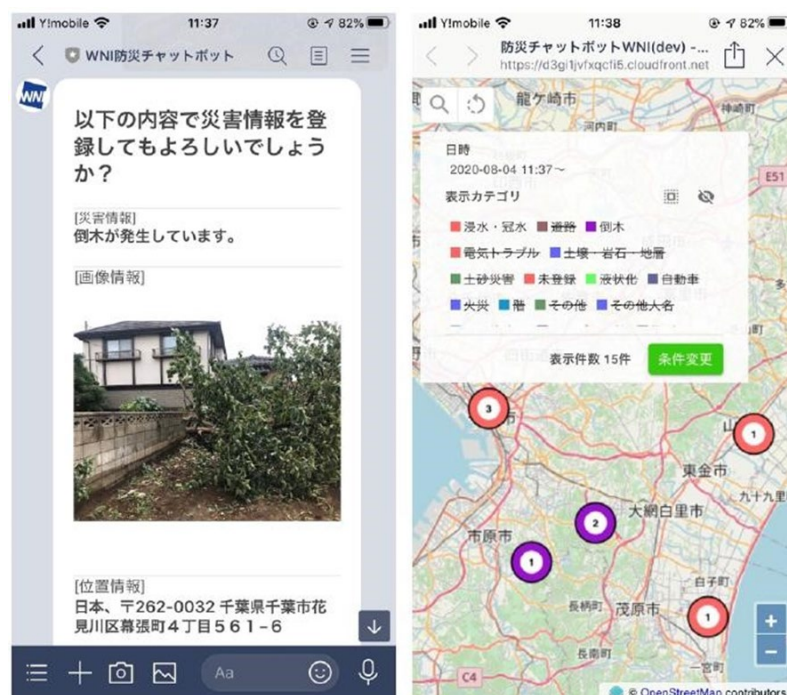 Y!mobile 11:37 82%
WNI防災チャットボット
WNI
以下の内容で災害情報を登
録してもよろしいでしょう
か？
[災害情報]
倒木が発生しています。
[画像情報]
[位置情報]
日本、〒262-0032 千葉県千葉市花
見川区幕張町4丁目561-6
Aa
Y!mobile 11:38 82%
防災チャットボットWNI(dev) -...
龍ケ崎市
河内町
神崎町
E51
日時
2020-08-04 11:37～
表示カテゴリ
浸水・冠水 道路 倒木
電気トラブル 土壌・岩石・地層
土砂災害 未登録 液状化 自動車
火災 階 その他 その他人名
表示件数 15件 条件変更
3
1
東金市
九十九里
2
大網白里市
市原市
1
白子町
長柄町 茂原市
1
長南町
一宮町
C4
+
−
© OpenStreetMap contributors